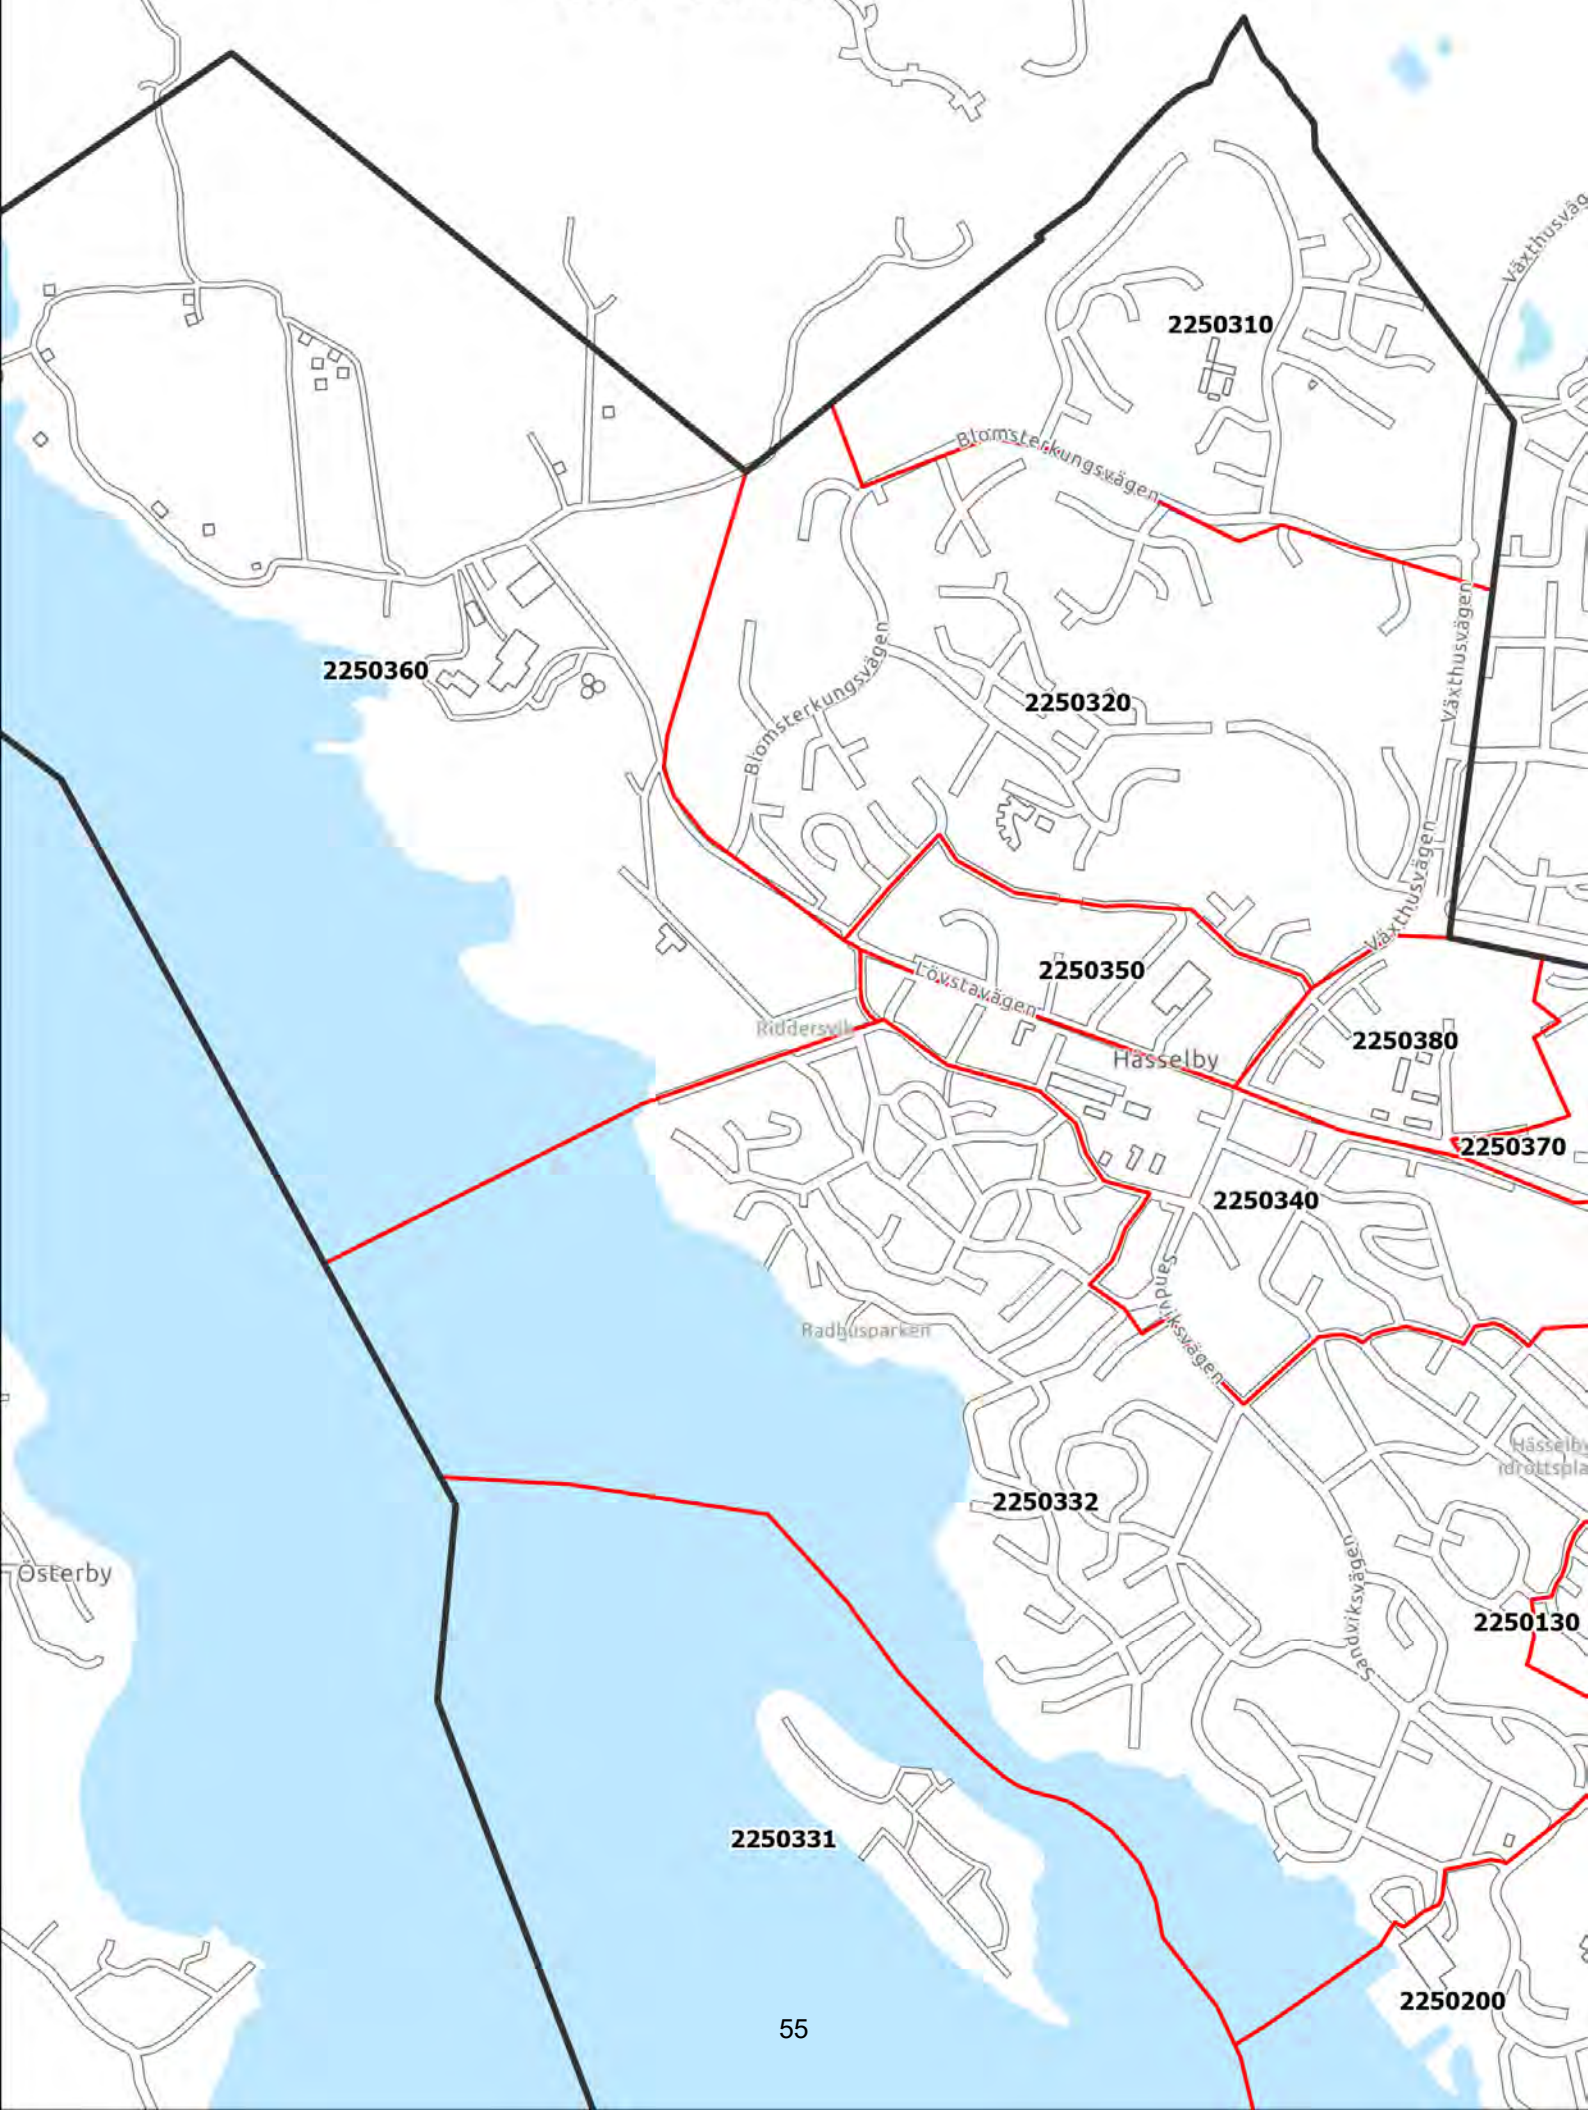 Växthusväg
2250310
Blomsterkungsvägen
Växthusvägen
Blomsterkungsvägen
2250360
2250320
Växthusvägen
Lövstavägen
2250350
Riddersvik
2250380
Hässelby
2250370
2250340
Sandviksvägen
Radhusparken
Hässelby
idrottspla
2250332
Österby
Sandviksvägen
2250130
2250331
2250200
55